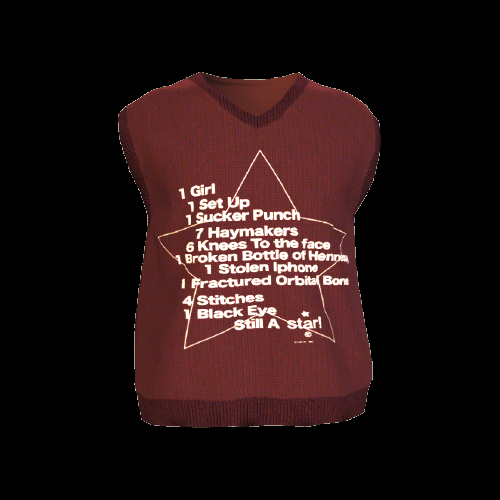 1 Girl
1 Set Up
1 Sucker Punch
7 Haymakers
6 Knees To the face
1 Broken Bottle of Henness
1 Stolen Iphone
1 Fractured Orbital Bone
4 Stitches
1 Black Eye
Still A star!